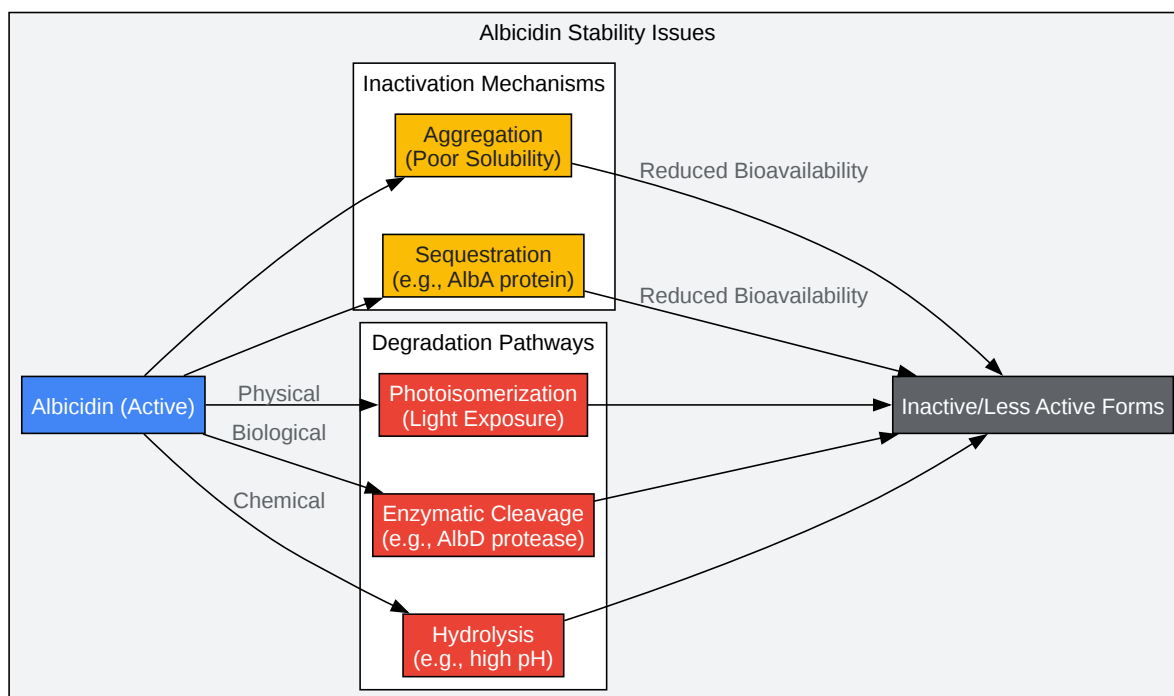 Albicidin Stability Issues
Inactivation Mechanisms
Aggregation
(Poor Solubility)
Reduced Bioavailability
Sequestration
(e.g., AlbA protein)
Reduced Bioavailability
Degradation Pathways
Albicidin (Active)
Physical
Photoisomerization
(Light Exposure)
Inactive/Less Active Forms
Biological
Enzymatic Cleavage
(e.g., AlbD protease)
Chemical
Hydrolysis
(e.g., high pH)